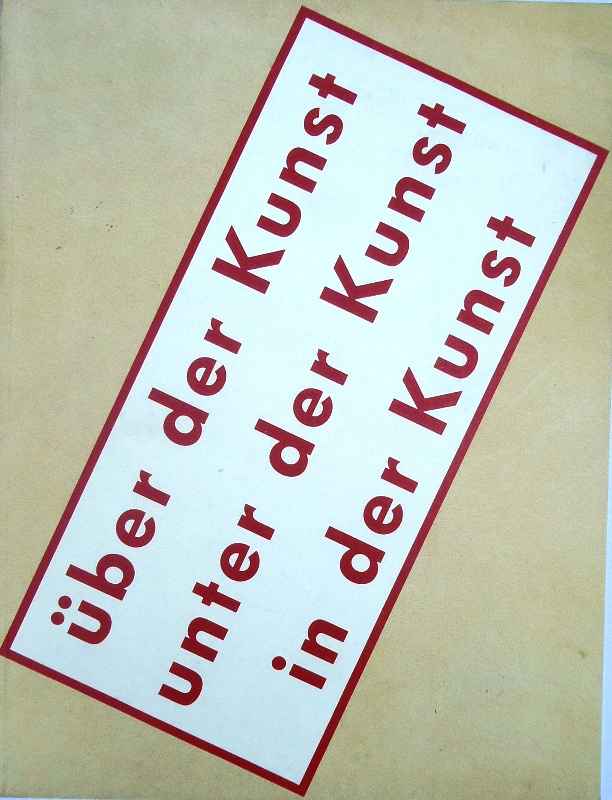 über der Kunst
unter der Kunst
in der Kunst